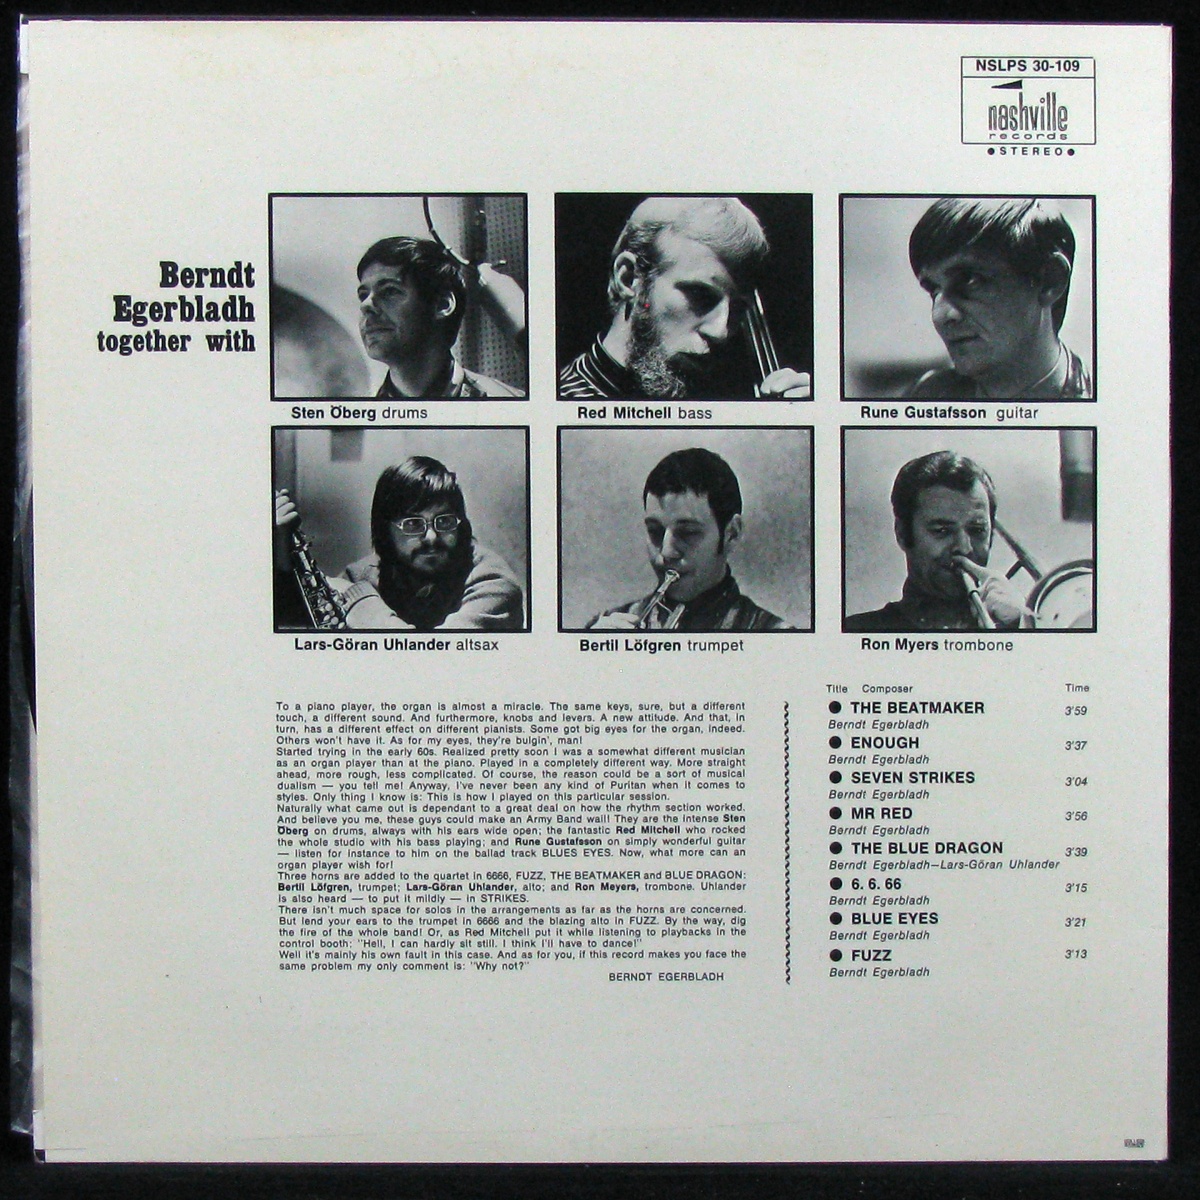 NSLPS 30-109
nashville
records
●STEREO●
Berndt
Egerbladh
together with
Sten Öberg drums
Red Mitchell bass
Rune Gustafsson guitar
Lars-Göran Uhlander altsax
Bertil Löfgren trumpet
Ron Myers trombone
To a piano player, the organ is almost a miracle. The same keys, sure, but a different
touch, a different sound. And furthermore, knobs and levers. A new attitude. And that, in
turn, has a different effect on different pianists. Some got big eyes for the organ, indeed.
Others won't have it. As for my eyes, they're bulgin', man!
Started trying in the early 60s. Realized pretty soon I was a somewhat different musician
as an organ player than at the piano. Played in a completely different way. More straight
ahead, more rough, less complicated. Of course, the reason could be a sort of musical
dualism — you tell me! Anyway, I've never been any kind of Puritan when it comes to
styles. Only thing I know is: This is how I played on this particular session.
Naturally what came out is dependant to a great deal on how the rhythm section worked.
And believe you me, these guys could make an Army Band wail! They are the intense Sten
Öberg on drums, always with his ears wide open; the fantastic Red Mitchell who rocked
the whole studio with his bass playing; and Rune Gustafsson on simply wonderful guitar
— listen for instance to him on the ballad track BLUES EYES. Now, what more can an
organ player wish for!
Three horns are added to the quartet in 6666, FUZZ, THE BEATMAKER and BLUE DRAGON:
Bertil Löfgren, trumpet; Lars-Göran Uhlander, alto; and Ron Meyers, trombone. Uhlander
is also heard — to put it mildly — in STRIKES.
There isn't much space for solos in the arrangements as far as the horns are concerned.
But lend your ears to the trumpet in 6666 and the blazing alto in FUZZ. By the way, dig
the fire of the whole band! Or, as Red Mitchell put it while listening to playbacks in the
control booth: "Hell, I can hardly sit still. I think I'll have to dance!"
Well it's mainly his own fault in this case. And as for you, if this record makes you face the
same problem my only comment is: "Why not?"
BERNDT EGERBLADH
Title Composer Time
● THE BEATMAKER 3'59
Berndt Egerbladh
● ENOUGH 3'37
Berndt Egerbladh
● SEVEN STRIKES 3'04
Berndt Egerbladh
● MR RED 3'56
Berndt Egerbladh
● THE BLUE DRAGON 3'39
Berndt Egerbladh—Lars-Göran Uhlander
● 6. 6. 66 3'15
Berndt Egerbladh
● BLUE EYES 3'21
Berndt Egerbladh
● FUZZ 3'13
Berndt Egerbladh